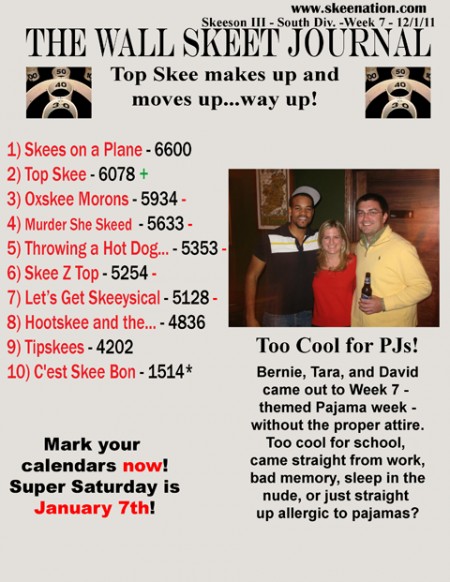 www.skeenation.com
Skeeson III - South Div. -Week 7 - 12/1/11
THE WALL SKEET JOURNAL
Top Skee makes up and
moves up...way up!
50
40
30
50
40
30
1) Skees on a Plane - 6600
2) Top Skee - 6078 +
3) Oxskee Morons - 5934 -
4) Murder She Skeed - 5633 -
5) Throwing a Hot Dog... - 5353 -
6) Skee Z Top - 5254 -
7) Let's Get Skeeysical - 5128 -
8) Hootskee and the... - 4836
9) Tipskees - 4202
10) C'est Skee Bon - 1514*
Mark your
calendars now!
Super Saturday is
January 7th!
Too Cool for PJs!
Bernie, Tara, and David
came out to Week 7 -
themed Pajama week -
without the proper attire.
Too cool for school,
came straight from work,
bad memory, sleep in the
nude, or just straight
up allergic to pajamas?